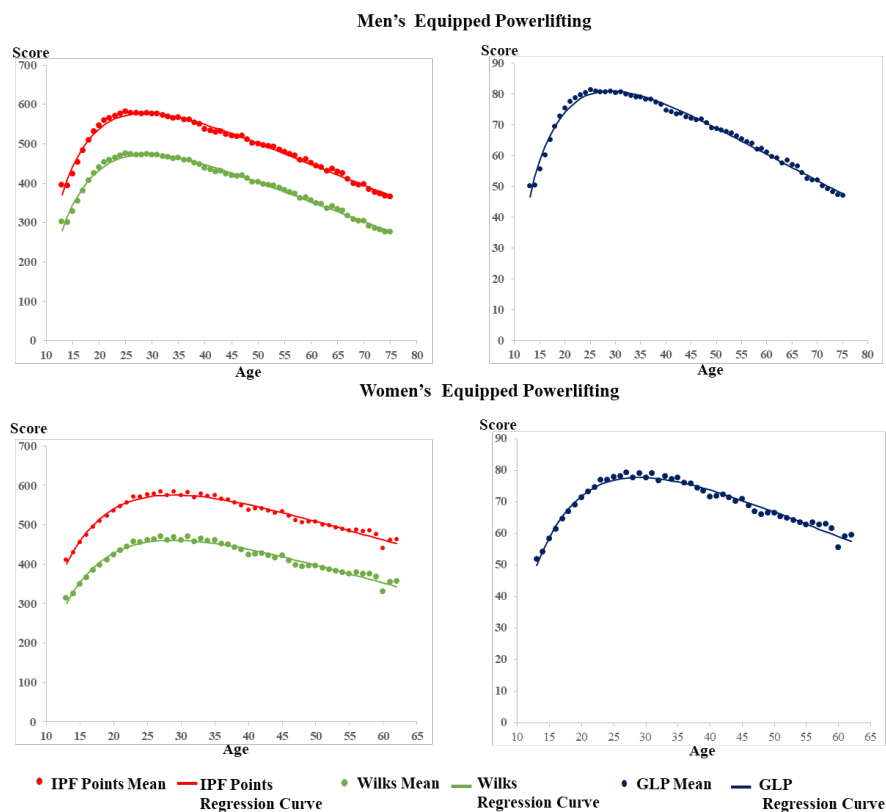 Men's  Equipped Powerlifting
Score
700
600
500
400
300
200
100
0
10 15 20 25 30 35 40 45 50 55 60 65 70 75 80
Age
90
80
70
60
50
40
30
20
10
0
10 15 20 25 30 35 40 45 50 55 60 65 70 75 80
Age
Women's  Equipped Powerlifting
Score
700
600
500
400
300
200
100
0
10 15 20 25 30 35 40 45 50 55 60 65
Age
Score
90
80
70
60
50
40
30
20
10
0
10 15 20 25 30 35 40 45 50 55 60 65
Age
IPF Points Mean
IPF Points
Regression Curve
Wilks Mean
Wilks
Regression Curve
GLP Mean
GLP
Regression Curve